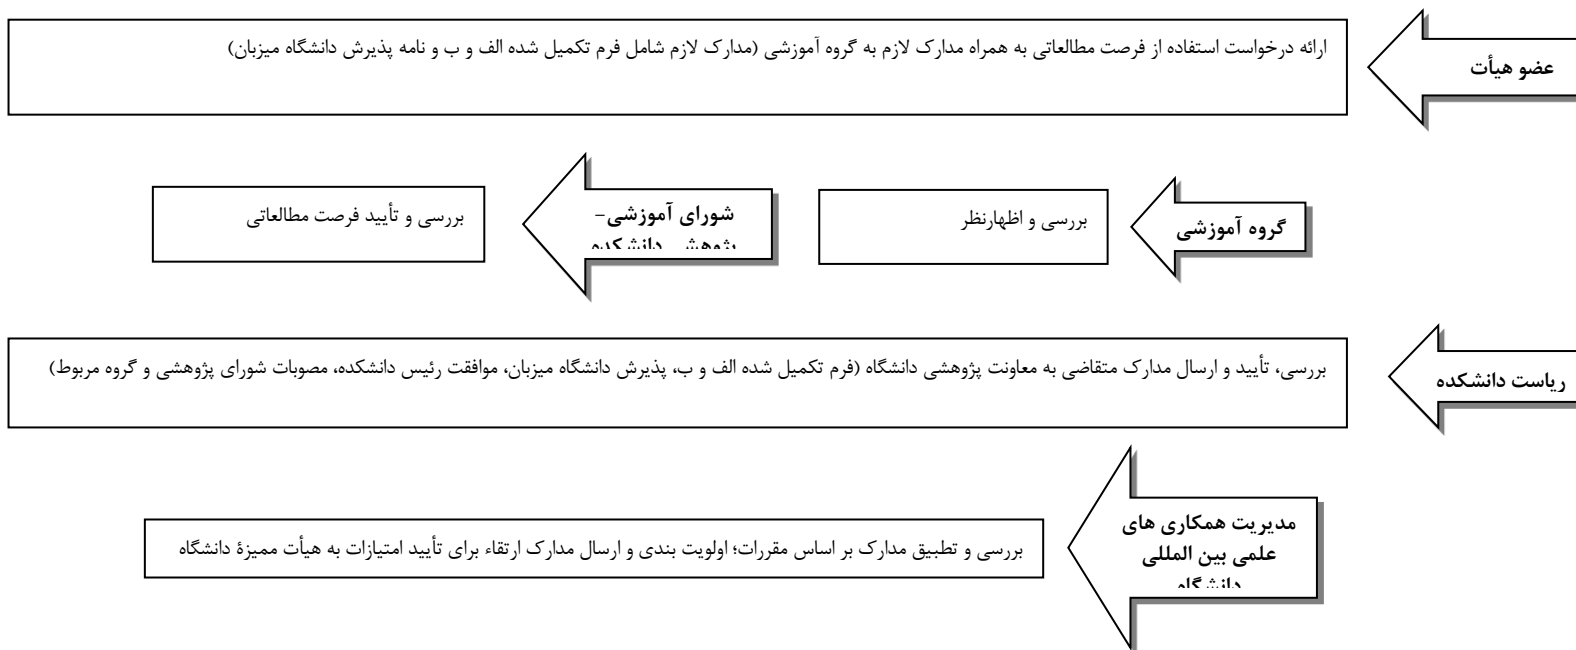 عضو هیأت
ارائه درخواست استفاده از فرصت مطالعاتی به همراه مدارک لازم به گروه آموزشی (مدارک لازم شامل فرم تکمیل شده الف و ب و نامه پذیرش دانشگاه میزبان)
گروه آموزشی
بررسی و اظهارنظر
شورای آموزشی-
پژوهشی دانشکده
بررسی و تأیید فرصت مطالعاتی
ریاست دانشکده
بررسی، تأیید و ارسال مدارک متقاضی به معاونت پژوهشی دانشگاه (فرم تکمیل شده الف و ب، پذیرش دانشگاه میزبان، موافقت رئیس دانشکده، مصوبات شورای پژوهشی و گروه مربوط)
مدیریت همکاری های
علمی بین المللی
دانشگاه
بررسی و تطبیق مدارک بر اساس مقررات؛ اولویت بندی و ارسال مدارک ارتقاء برای تأیید امتیازات به هیأت ممیزۀ دانشگاه